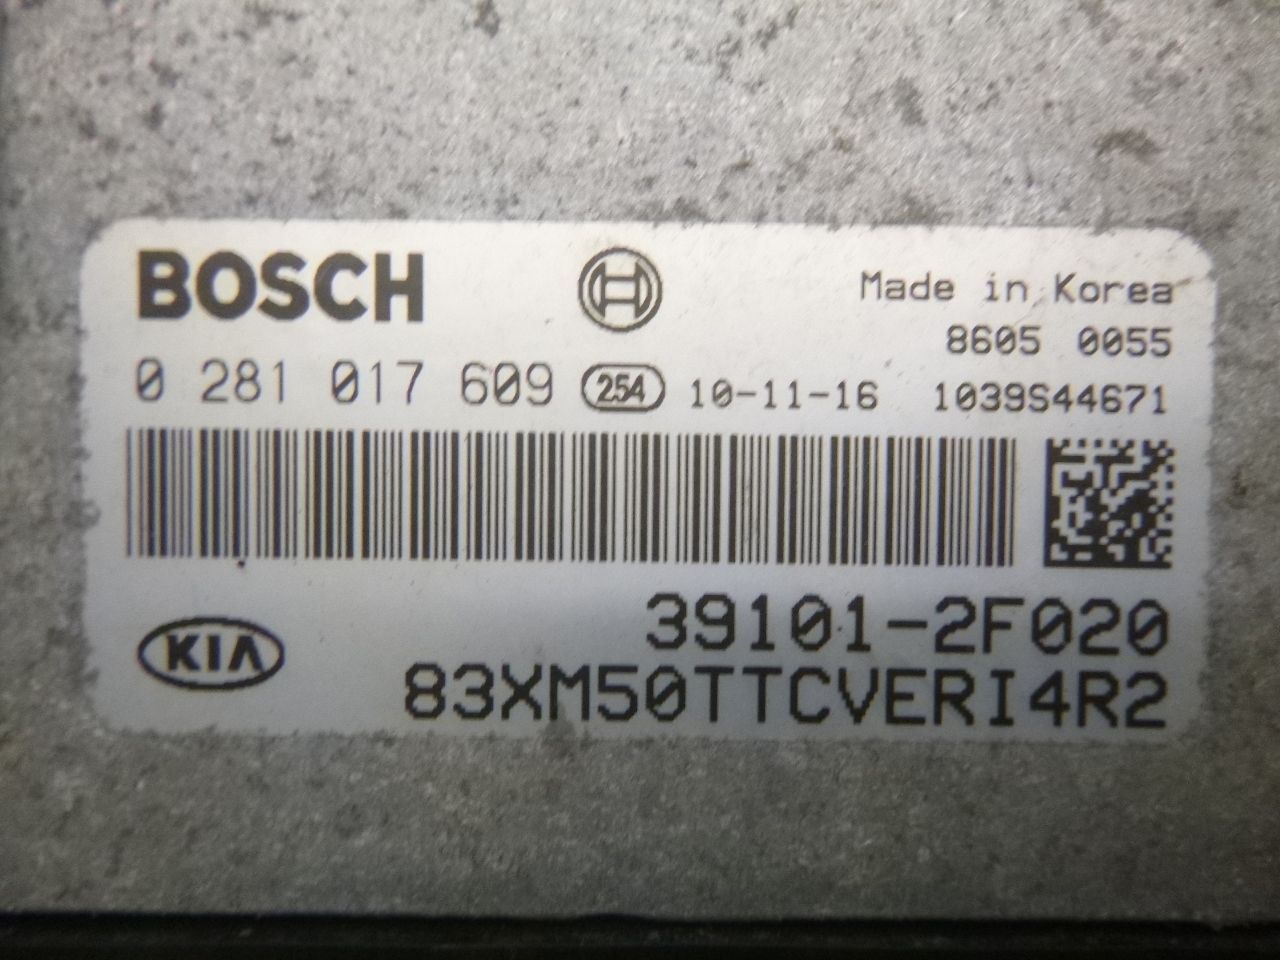 BOSCH
Made in Korea
8605 0055
0 281 017 609 254 10-11-16 1039S44671
KIA
39101-2F020
83XM50TTCVERI4R2